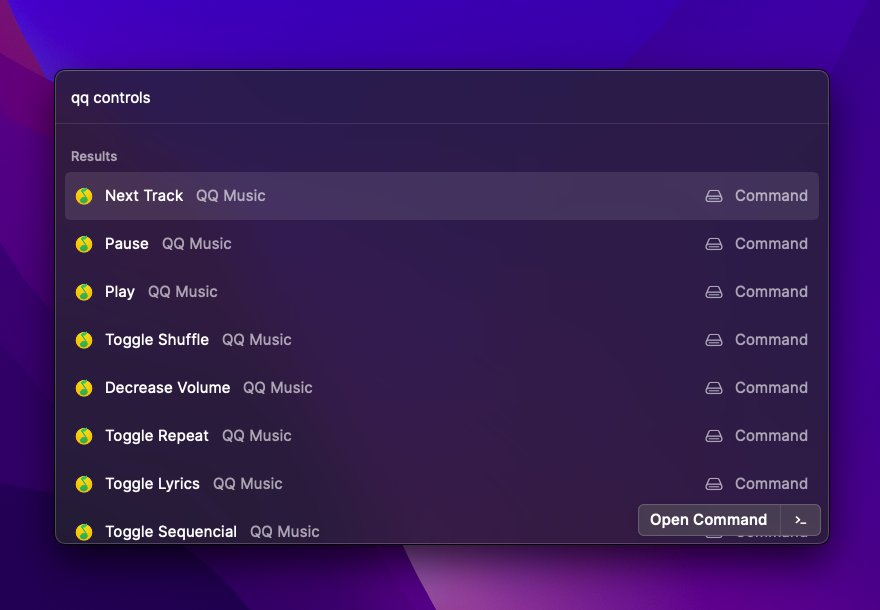 qq controls
Results
Next Track QQ Music Command
Pause QQ Music Command
Play QQ Music Command
Toggle Shuffle QQ Music Command
Decrease Volume QQ Music Command
Toggle Repeat QQ Music Command
Toggle Lyrics QQ Music Command
Toggle Sequencial QQ Music
Open Command >_